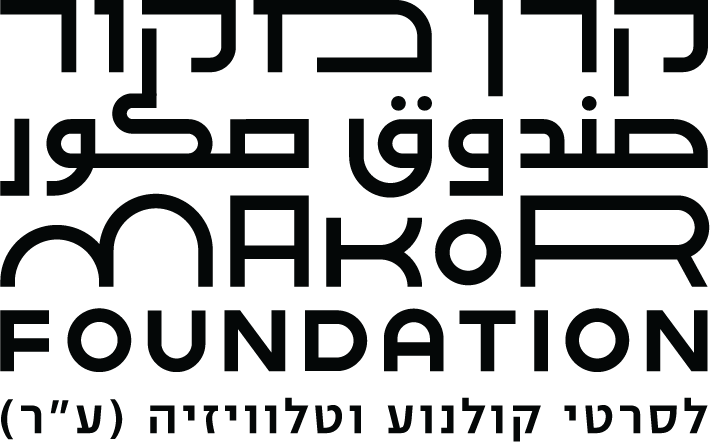 קרן מקור
صندوق مكور
MAKOR
FOUNDATION
לסרטי קולנוע וטלוויזיה (ע"ר)